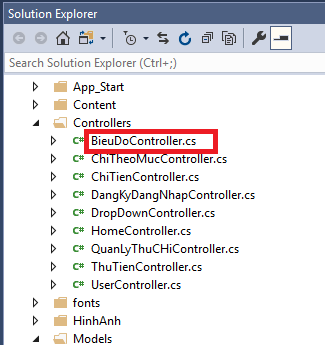 Solution Explorer
Search Solution Explorer (Ctrl+;)
App_Start
Content
Controllers
C# BieuDoController.cs
C# ChiTheoMucController.cs
C# ChiTienController.cs
C# DangKyDangNhapController.cs
C# DropDownController.cs
C# HomeController.cs
C# QuanLyThuCHiController.cs
C# ThuTienController.cs
C# UserController.cs
fonts
HinhAnh
Models